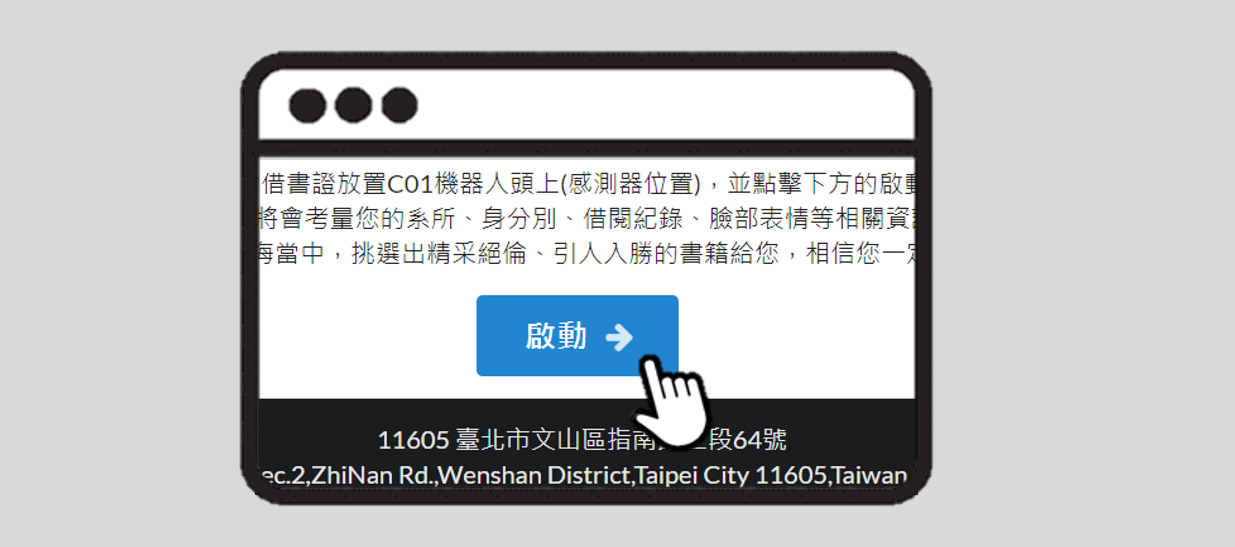 借書證放置C01機器人頭上(感測器位置)，並點擊下方的啟動
將會考量您的系所、身分別、借閱紀錄、臉部表情等相關資
海當中，挑選出精采絕倫、引人入勝的書籍給您，相信您一定
啟動
11605 臺北市文山區指南 段64號
ec.2,ZhiNan Rd.,Wenshan District,Taipei City 11605,Taiwan